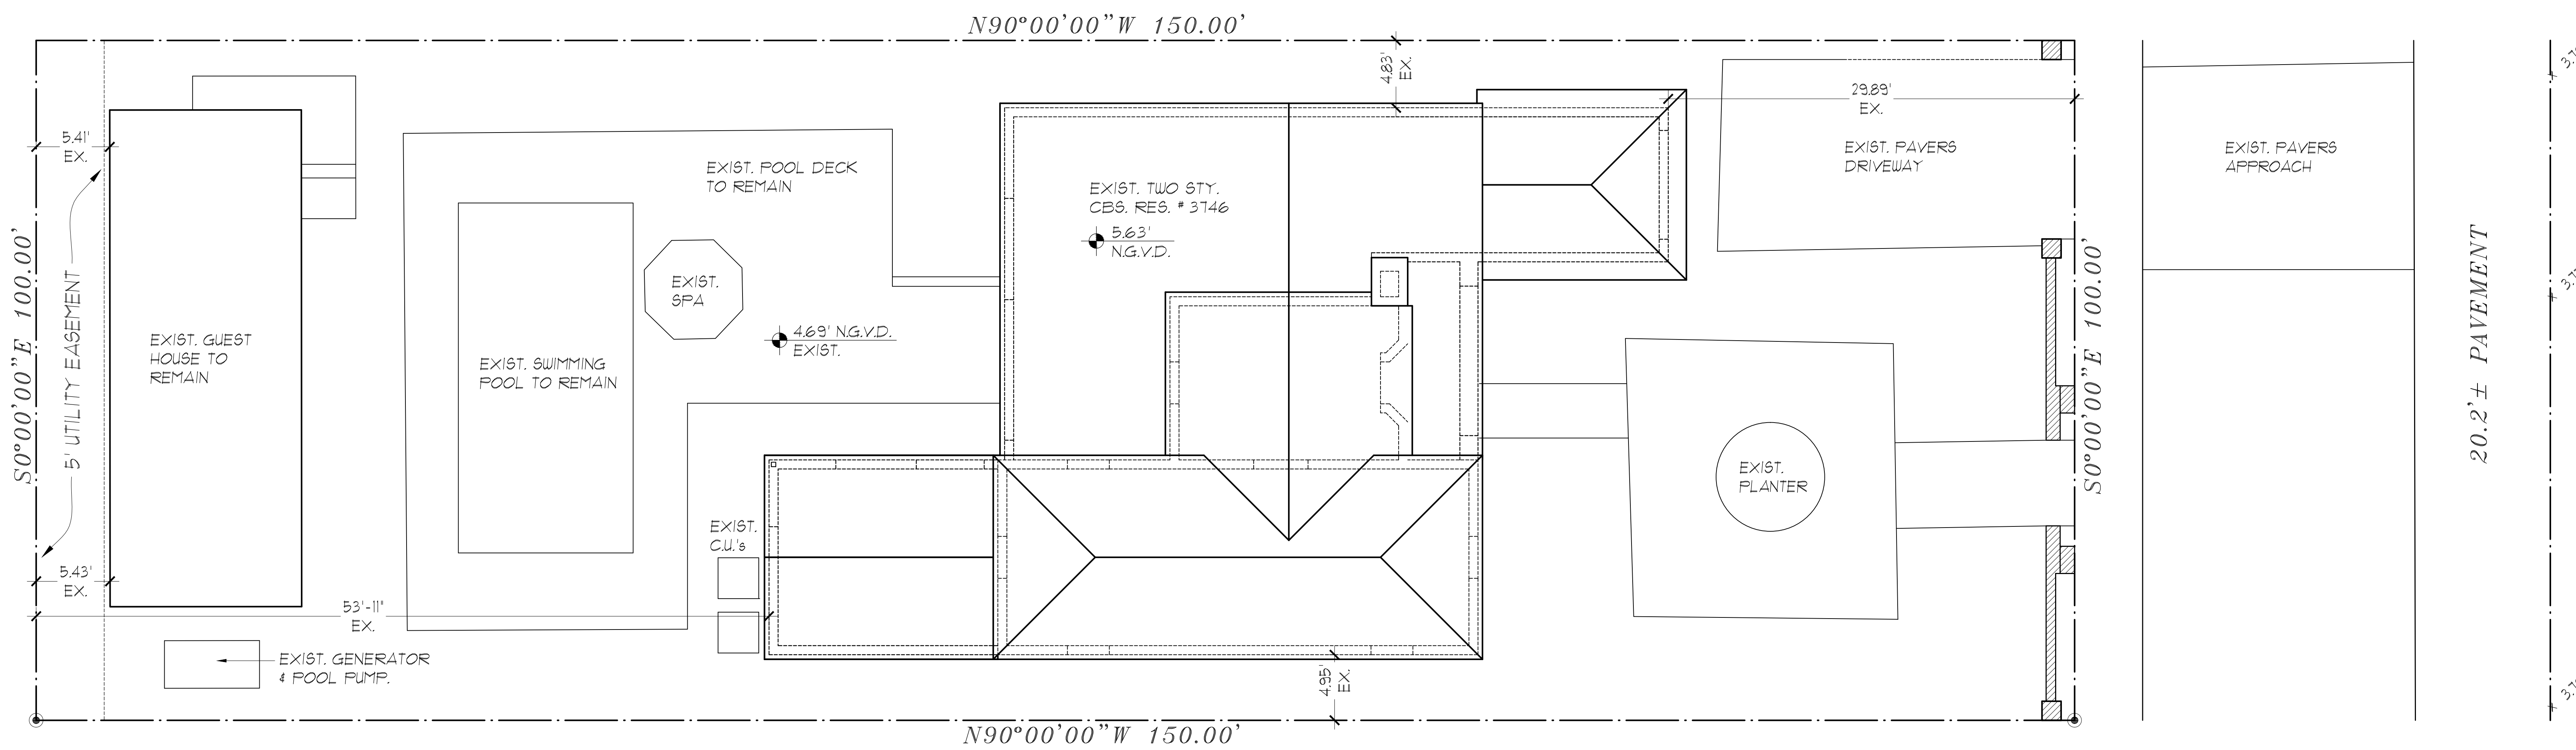 N90°00'00"W 150.00'
4.83'
EX.
29.89'
EX.
5.41'
EX.
EXIST. POOL DECK
TO REMAIN
EXIST. TWO STY.
CBS. RES. # 3746
5.63'
N.G.V.D.
EXIST. PAVERS
DRIVEWAY
EXIST. PAVERS
APPROACH
S0°00'00"E 100.00'
5' UTILITY EASEMENT
EXIST. GUEST
HOUSE TO
REMAIN
EXIST. SWIMMING
POOL TO REMAIN
EXIST.
SPA
4.69' N.G.V.D.
EXIST.
EXIST.
PLANTER
S0°00'00"E 100.00'
20.2'± PAVEMENT
EXIST.
C.U.'s
5.43'
EX.
53'-11"
EX.
EXIST. GENERATOR
& POOL PUMP.
4.95'
EX.
N90°00'00"W 150.00'